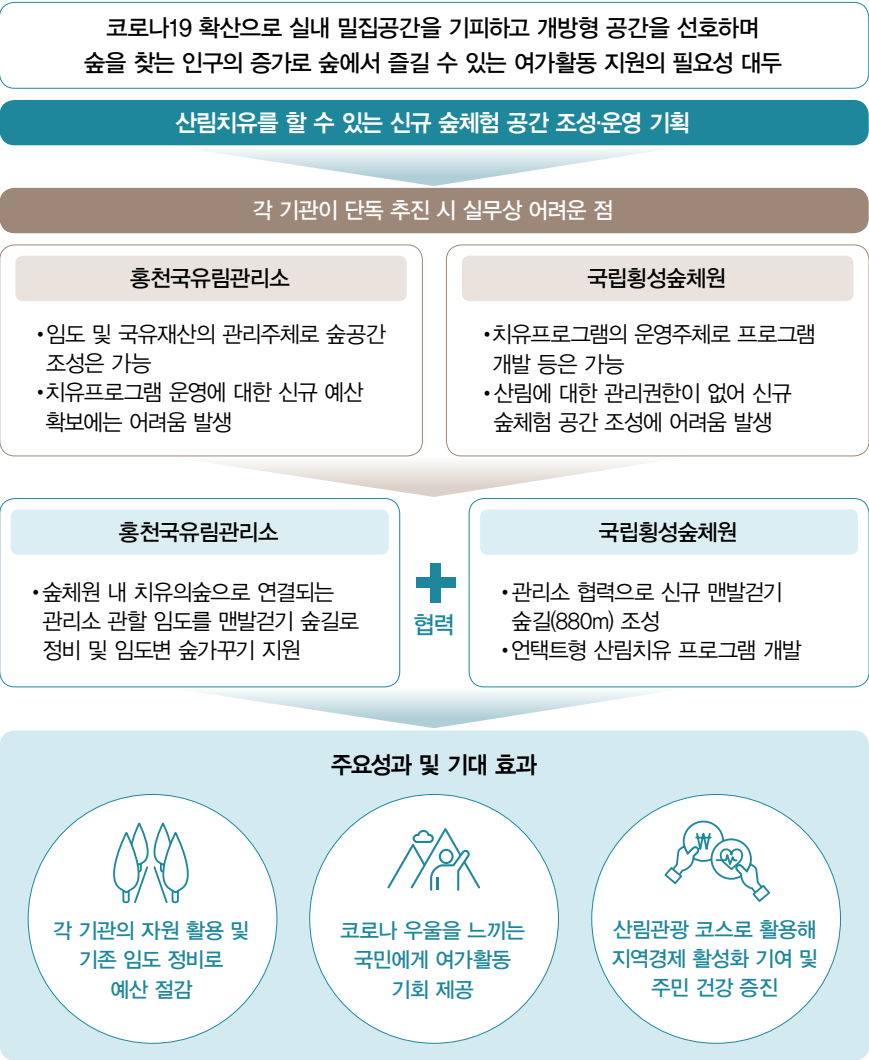 코로나19 확산으로 실내 밀집공간을 기피하고 개방형 공간을 선호하며
숲을 찾는 인구의 증가로 숲에서 즐길 수 있는 여가활동 지원의 필요성 대두
산림치유를 할 수 있는 신규 숲체험 공간 조성·운영 기획
각 기관이 단독 추진 시 실무상 어려운 점
홍천국유림관리소
•임도 및 국유재산의 관리주체로 숲공간
조성은 가능
•치유프로그램 운영에 대한 신규 예산
확보에는 어려움 발생
국립횡성숲체원
•치유프로그램의 운영주체로 프로그램
개발 등은 가능
•산림에 대한 관리권한이 없어 신규
숲체험 공간 조성에 어려움 발생
홍천국유림관리소
•숲체원 내 치유의숲으로 연결되는
관리소 관할 임도를 맨발걷기 숲길로
정비 및 임도변 숲가꾸기 지원
협력
국립횡성숲체원
•관리소 협력으로 신규 맨발걷기
숲길(880m) 조성
•언택트형 산림치유 프로그램 개발
주요성과 및 기대 효과
각 기관의 자원 활용 및
기존 임도 정비로
예산 절감
코로나 우울을 느끼는
국민에게 여가활동
기회 제공
₩
산림관광 코스로 활용해
지역경제 활성화 기여 및
주민 건강 증진